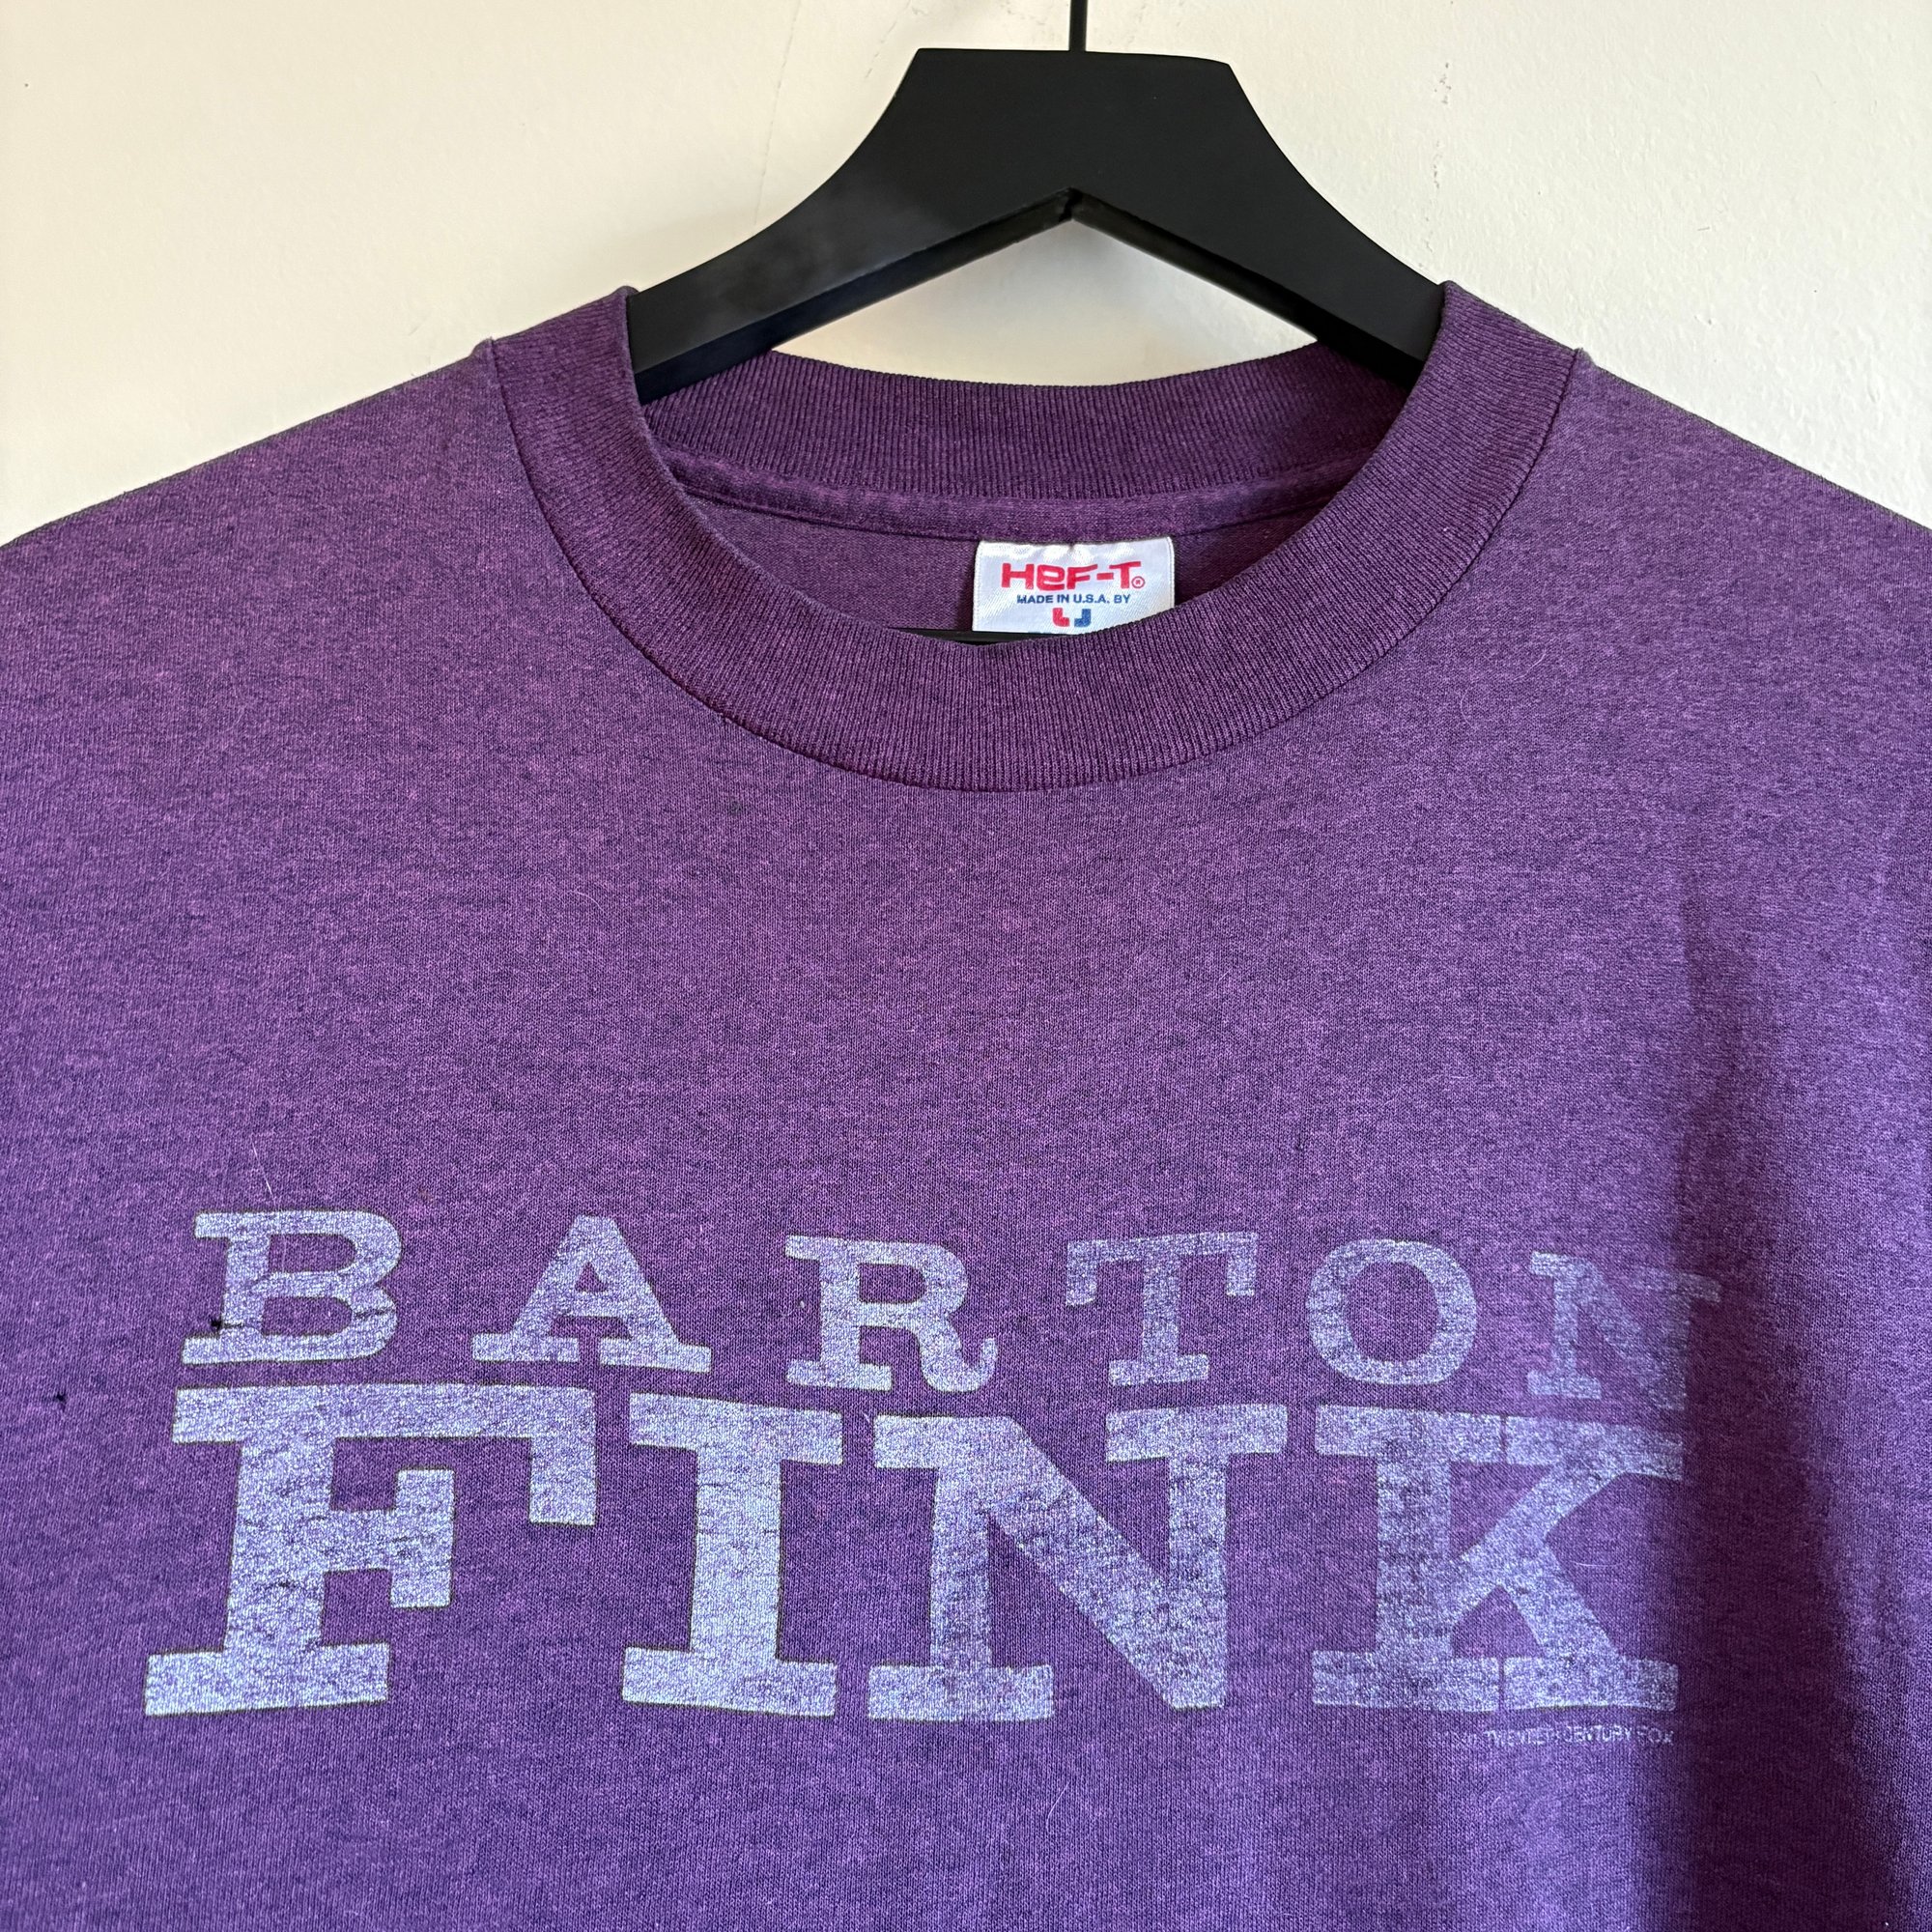 HEF-T®
MADE IN U.S.A. BY
BARTON
FINK
TWENTIETH CENTURY FOX